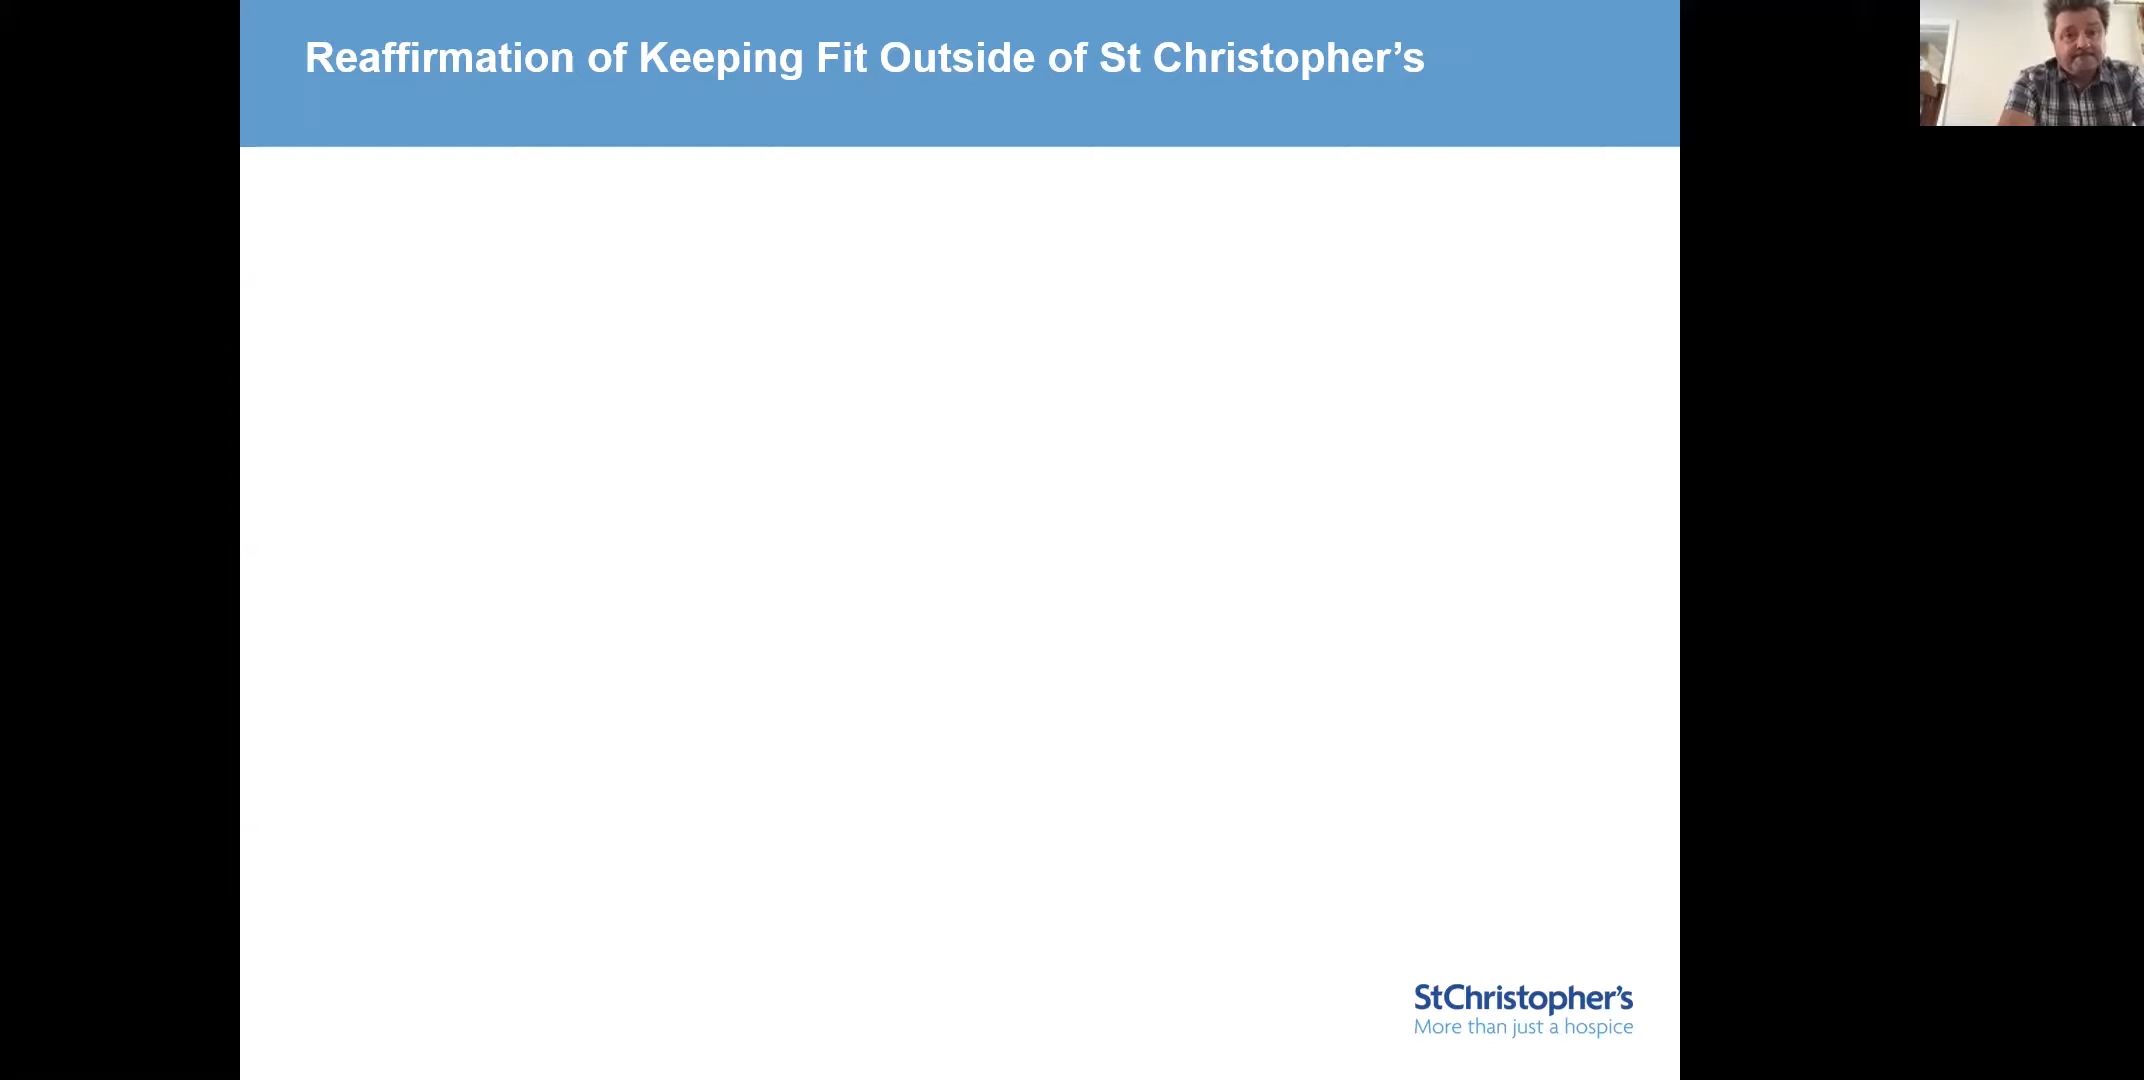 Reaffirmation of Keeping Fit Outside of St Christopher’s
StChristopher’s
More than just a hospice